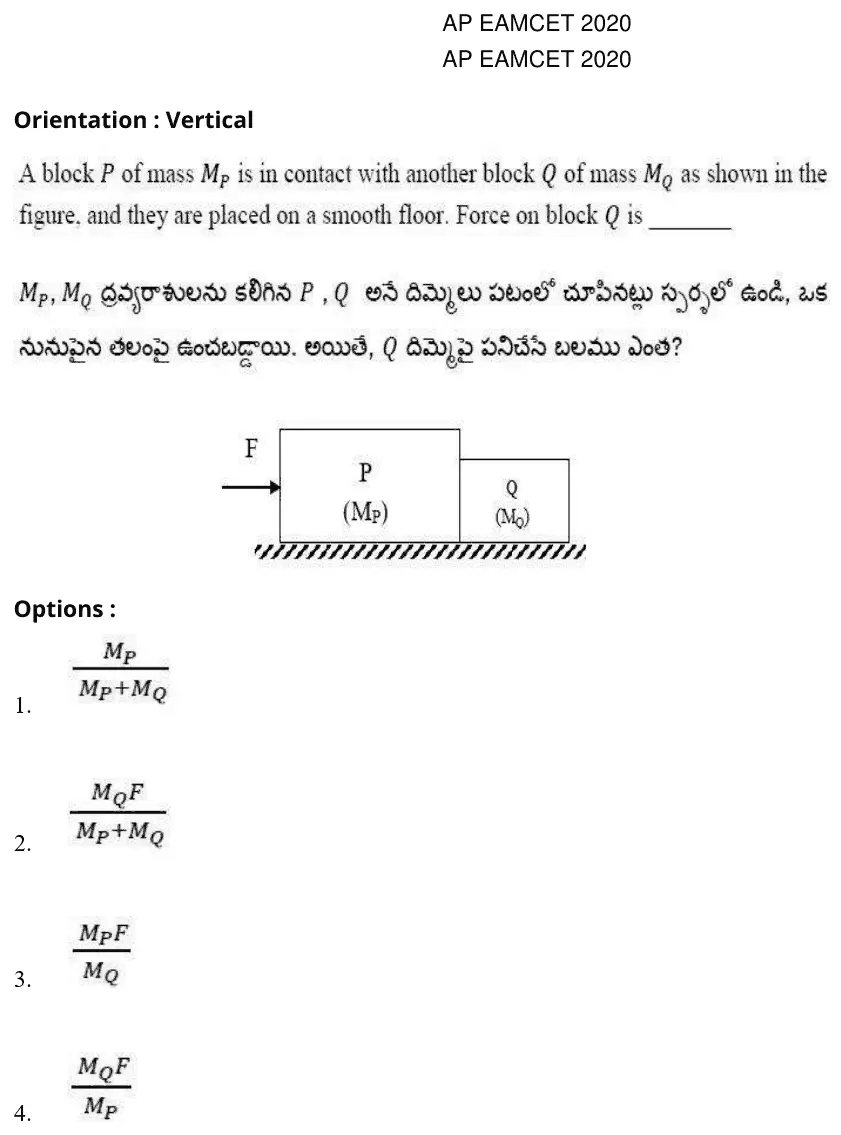 AP EAMCET 2020
AP EAMCET 2020
Orientation : Vertical
A block P of mass M_P is in contact with another block Q of mass M_Q as shown in the
figure, and they are placed on a smooth floor. Force on block Q is _______
M_P, M_Q ద్రవ్యరాశులను కలిగిన P , Q అనే దిమ్మెలు పటంలో చూపినట్లు స్పర్శలో ఉండి, ఒక
నునుపైన తలంపై ఉంచబడ్డాయి. అయితే, Q దిమ్మెపై పనిచేసే బలము ఎంత?
F
P
(M_P)
Q
(M_Q)
Options :
1. M_P / (M_P+M_Q)
2. M_Q F / (M_P+M_Q)
3. M_P F / M_Q
4. M_Q F / M_P